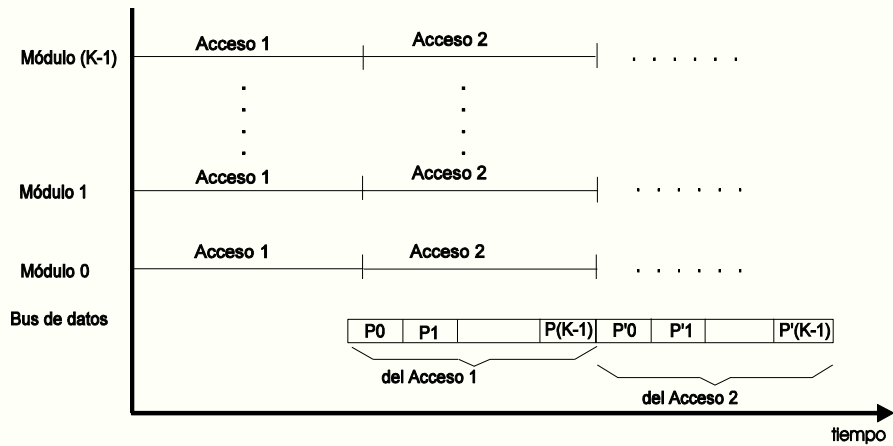 Módulo (K-1) Acceso 1 Acceso 2 . . . . . .
Módulo 1 Acceso 1 Acceso 2 . . . . . .
Módulo 0 Acceso 1 Acceso 2 . . . . . .
Bus de datos
P0 P1 P(K-1) P'0 P'1 P'(K-1)
del Acceso 1
del Acceso 2
tiempo